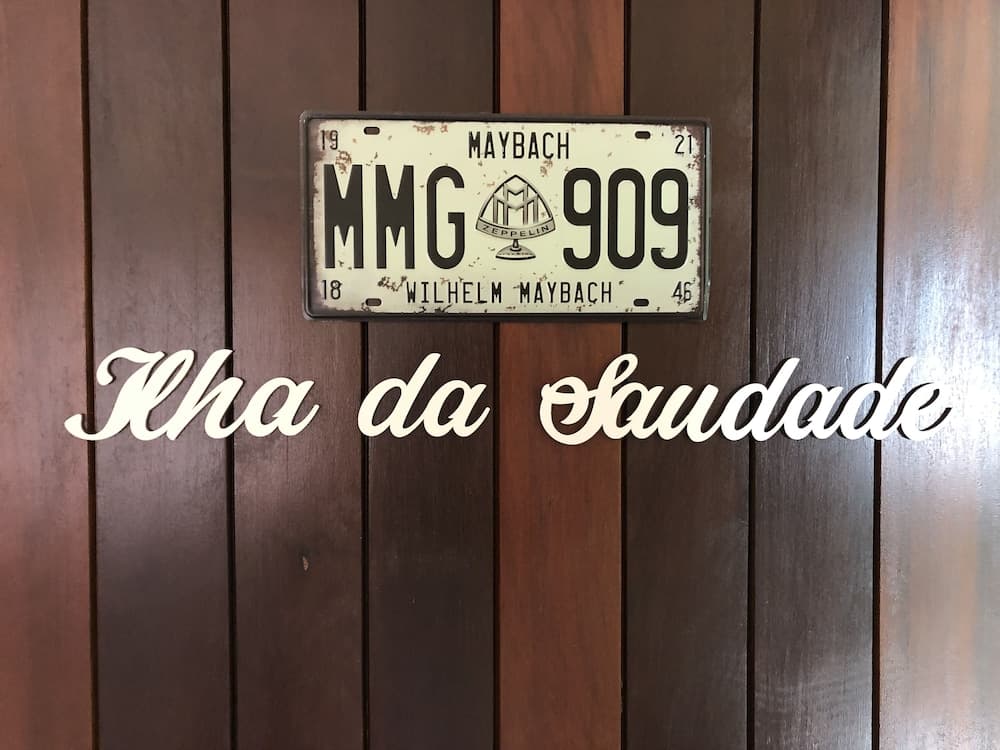 19 MAYBACH 21
MMG 909
ZEPPELIN
18 WILHELM MAYBACH 46
Ilha da Saudade